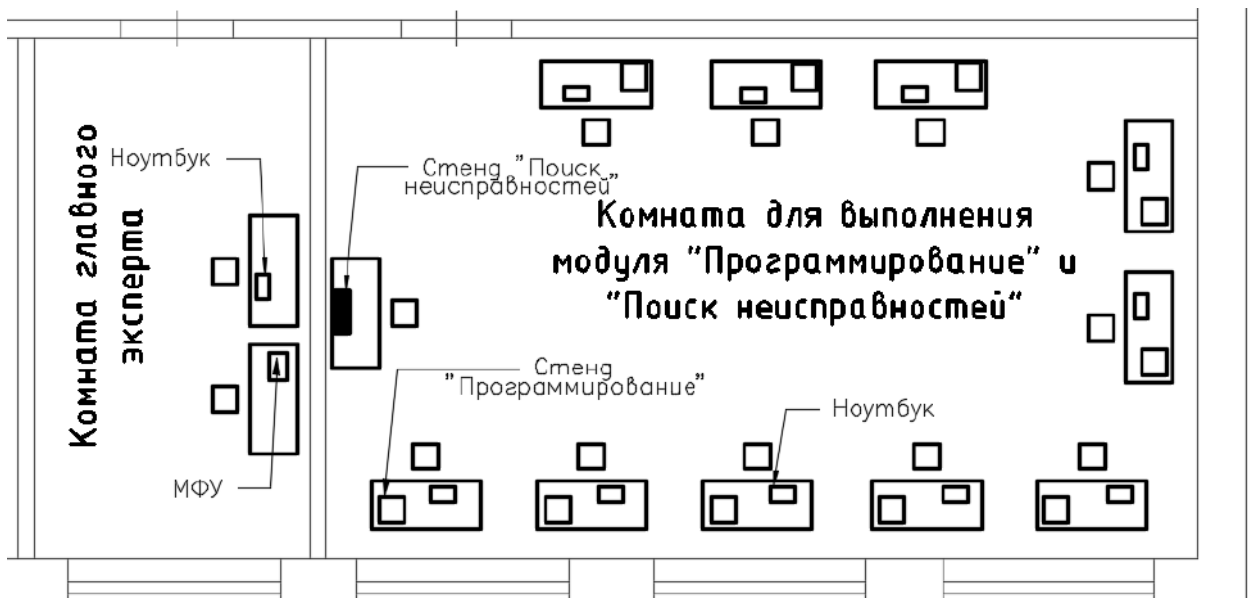 Комната главного
эксперта
Ноутбук
МФУ
Стенд "Поиск
неисправностей"
Комната для выполнения
модуля "Программирование" и
"Поиск неисправностей"
Стенд
"Программирование"
Ноутбук